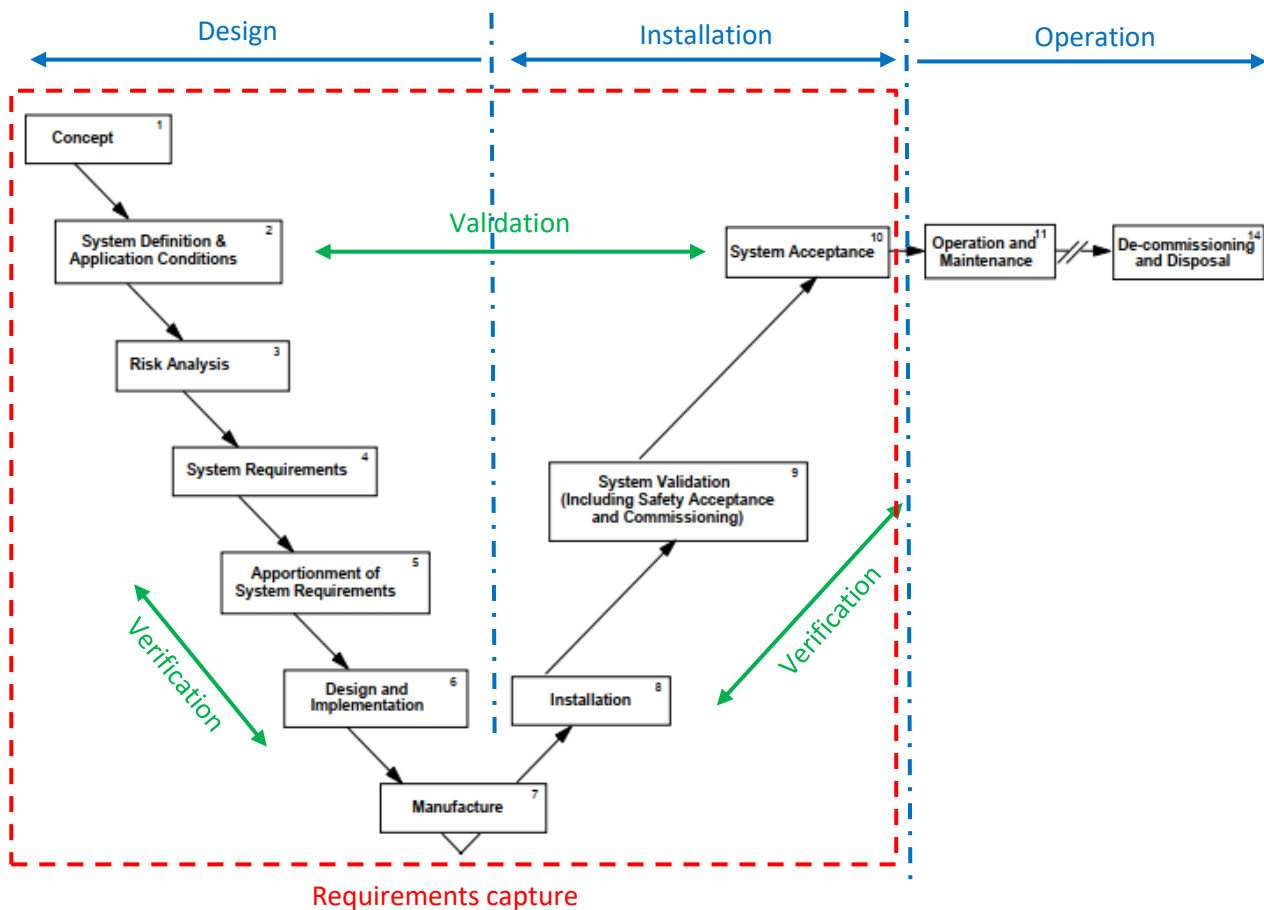 Design
Installation
Operation
1
Concept
2
System Definition &
Application Conditions
Validation
10
System Acceptance
11
Operation and
Maintenance
14
De-commissioning
and Disposal
3
Risk Analysis
4
System Requirements
9
System Validation
(Including Safety Acceptance
and Commissioning)
5
Apportionment of
System Requirements
Verification
Verification
6
Design and
Implementation
8
Installation
7
Manufacture
Requirements capture